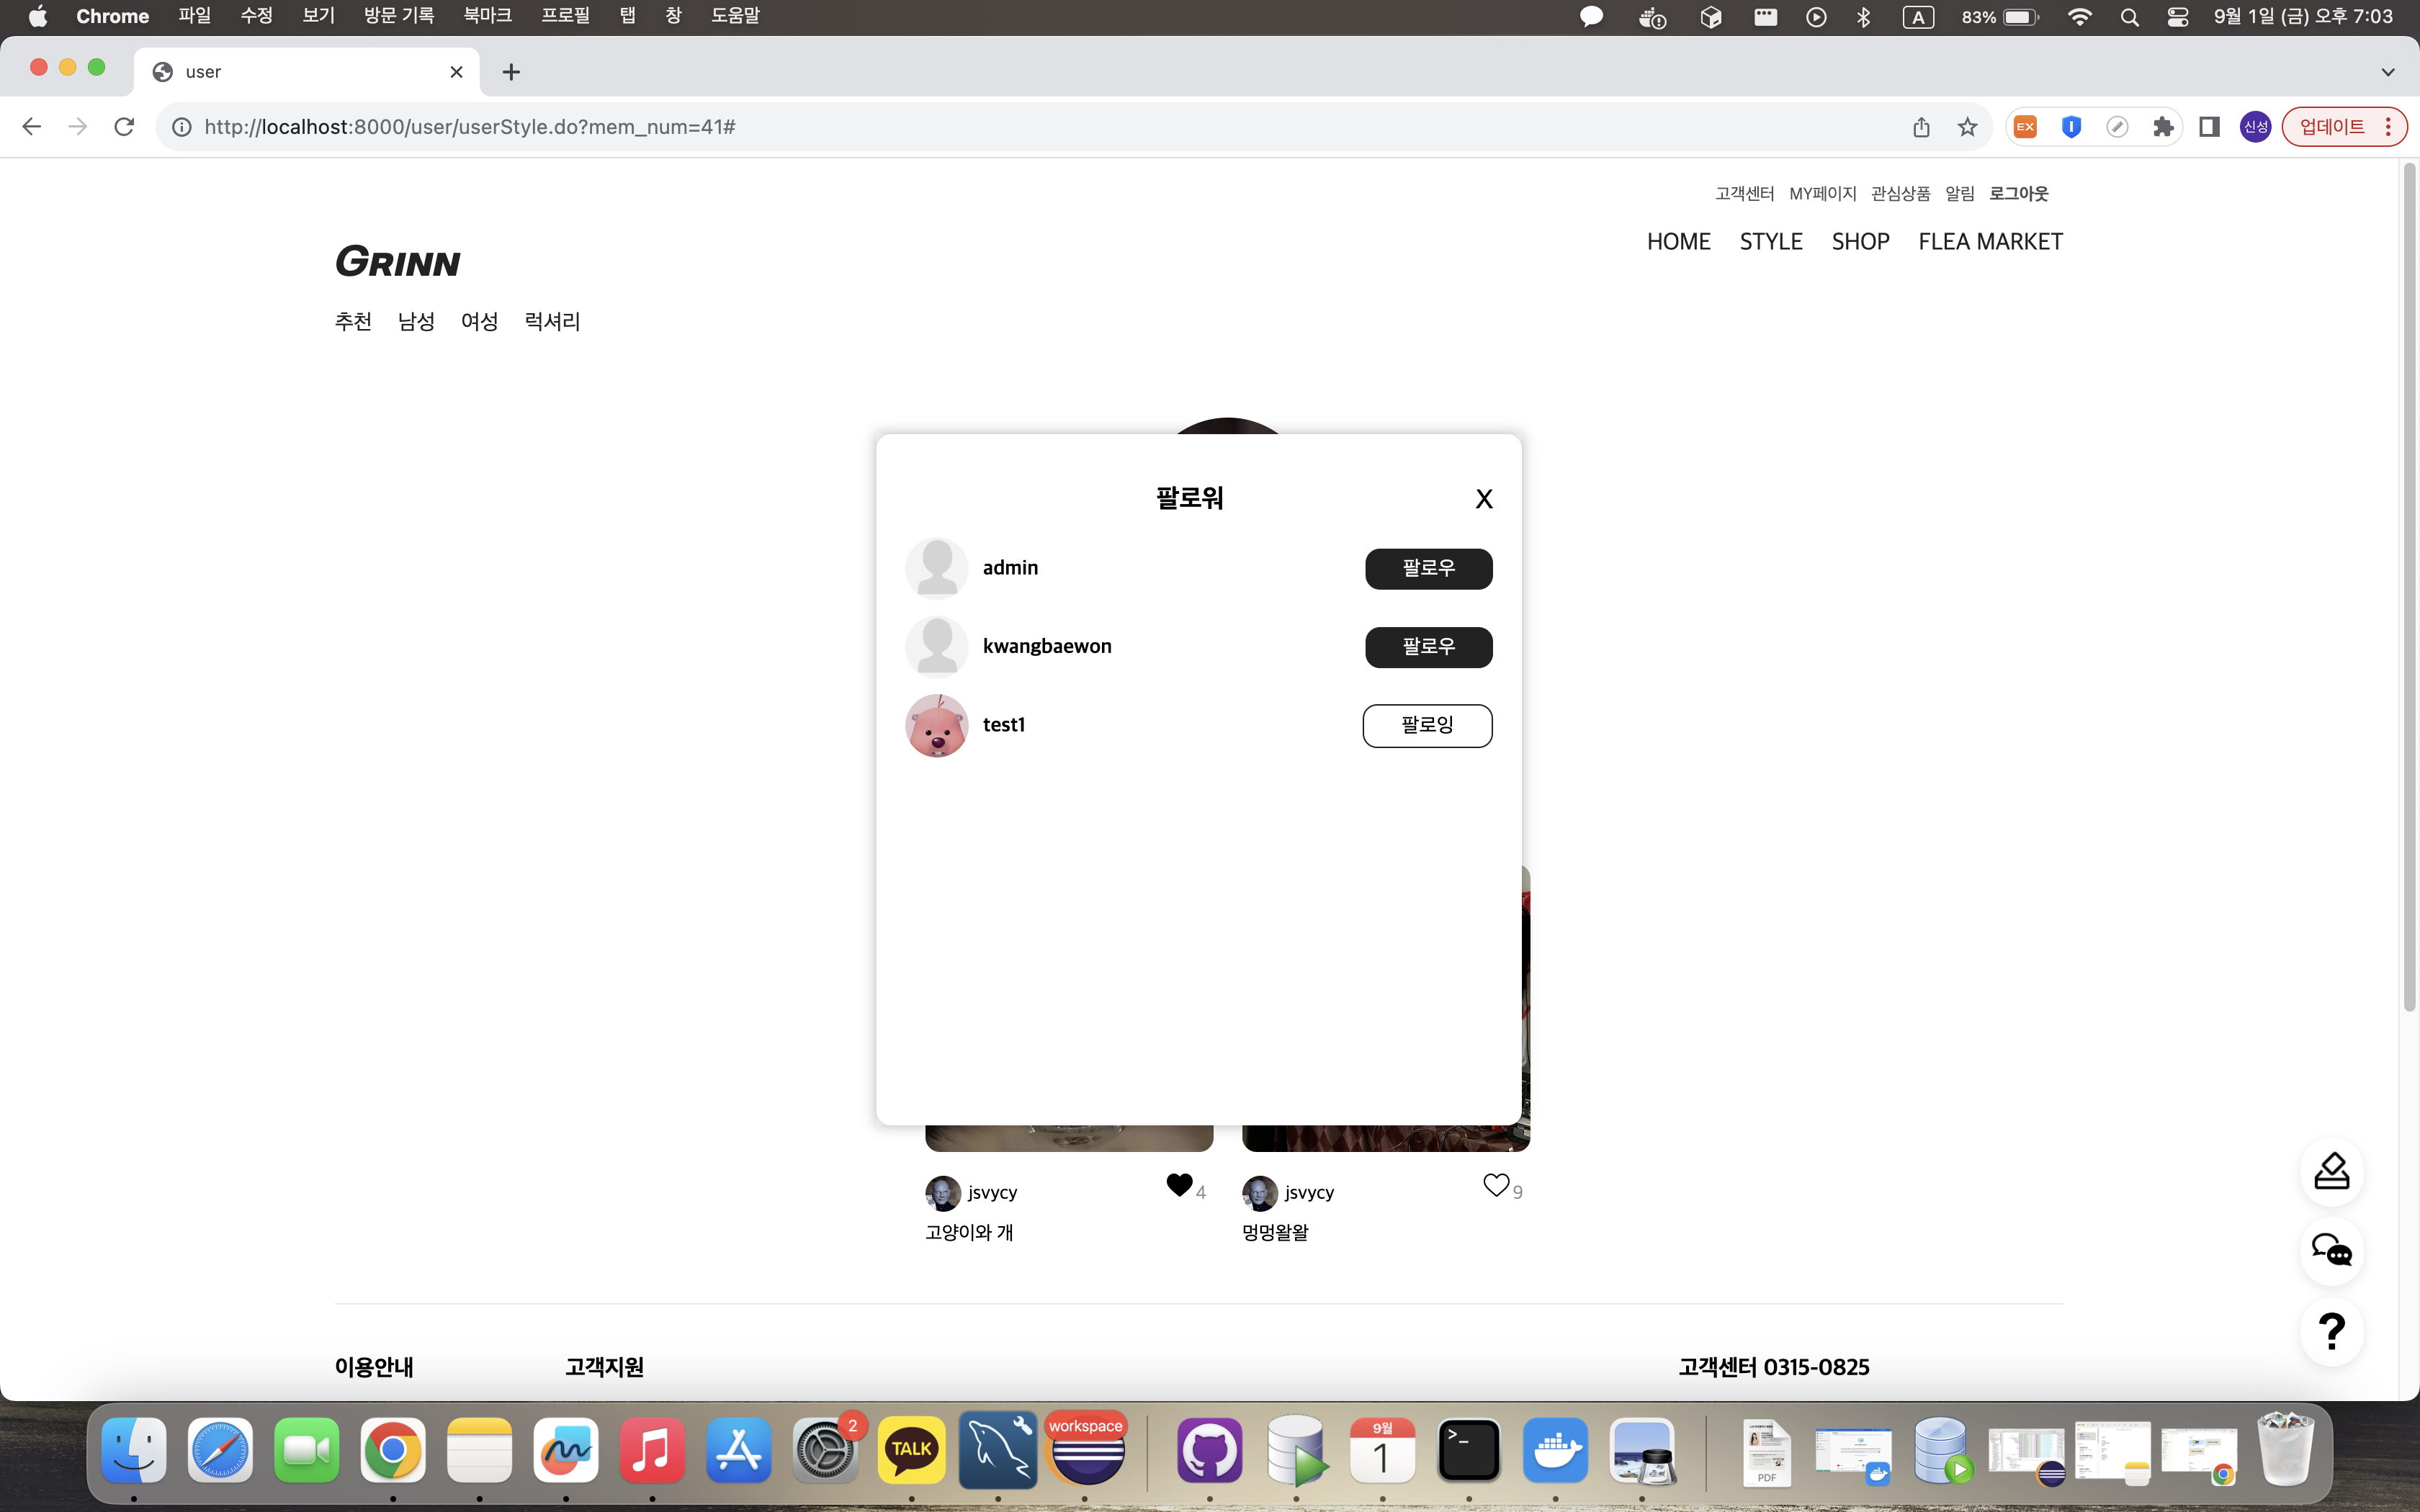 Chrome 파일 수정 보기 방문 기록 북마크 프로필 탭 창 도움말 A 83% 9월 1일 (금) 오후 7:03
user
http://localhost:8000/user/userStyle.do?mem_num=41# EX 신성 업데이트
고객센터 MY페이지 관심상품 알림 로그아웃
HOME STYLE SHOP FLEA MARKET
GRINN
추천 남성 여성 럭셔리
팔로워 X
admin 팔로우
kwangbaewon 팔로우
test1 팔로잉
jsvycy 4 jsvycy 9
고양이와 개 멍멍왈왈
?
이용안내 고객지원 고객센터 0315-0825
2 TALK workspace 9월 1 >_ PDF